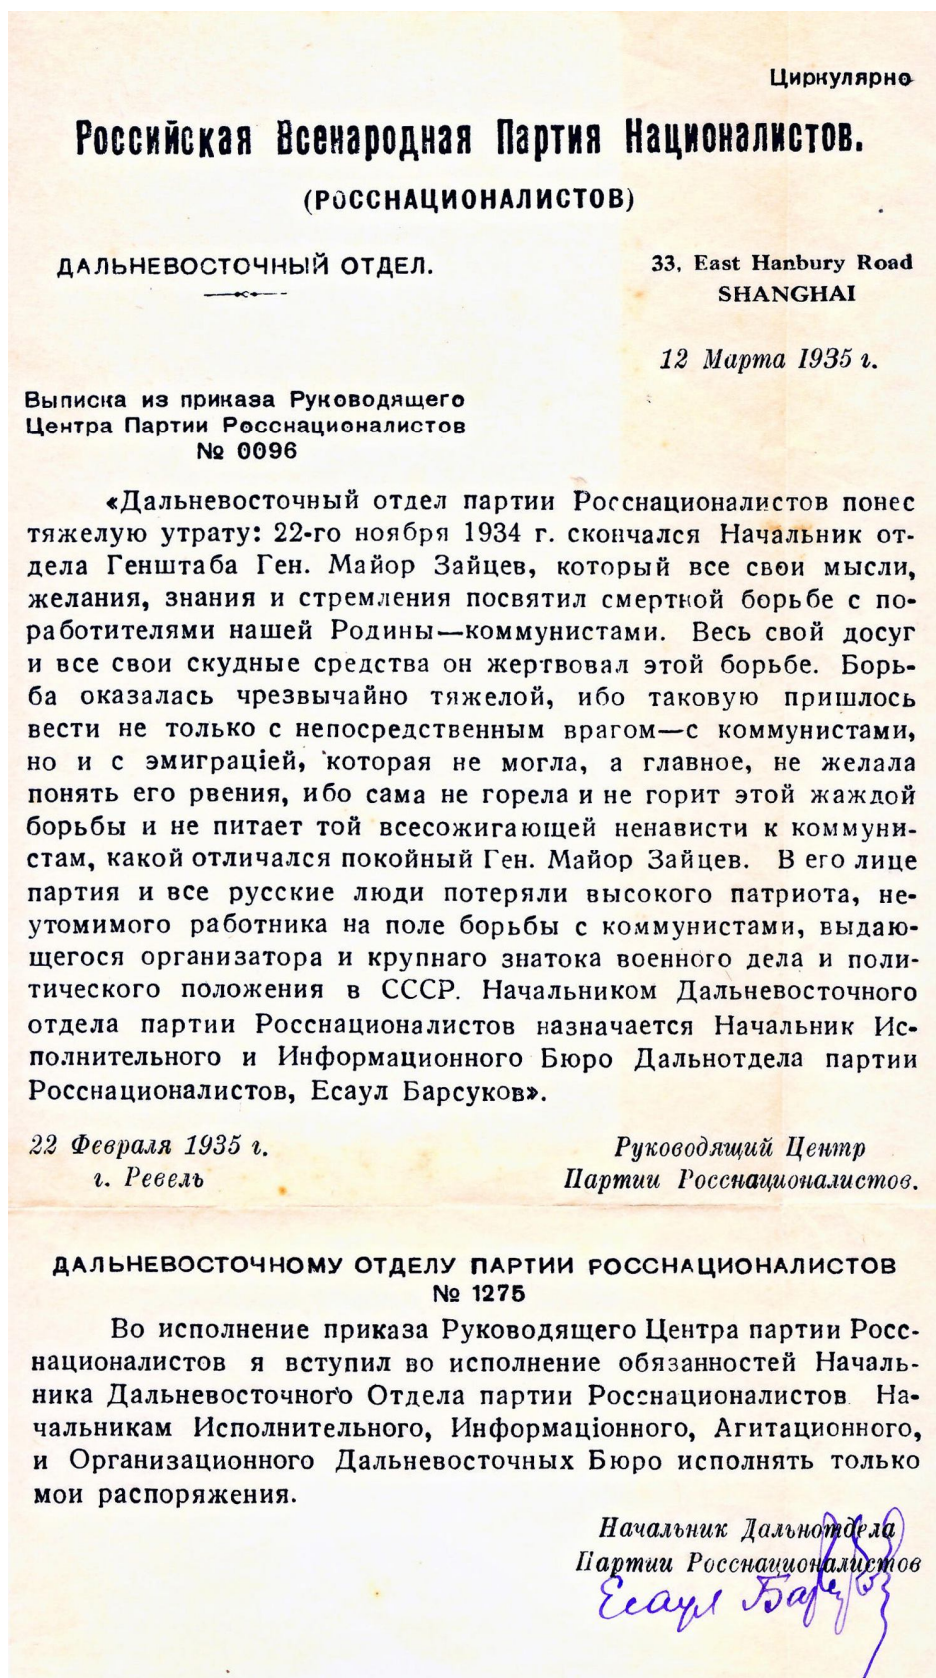 Циркулярно
Российская Всенародная Партия Националистов.
(РОССНАЦИОНАЛИСТОВ)
ДАЛЬНЕВОСТОЧНЫЙ ОТДЕЛ.
33, East Hanbury Road
SHANGHAI
12 Марта 1935 г.
Выписка из приказа Руководящего
Центра Партии Росснационалистов
№ 0096
«Дальневосточный отдел партии Росснационалистов понес
тяжелую утрату: 22-го ноября 1934 г. скончался Начальник от-
дела Генштаба Ген. Майор Зайцев, который все свои мысли,
желания, знания и стремления посвятил смертной борьбе с по-
работителями нашей Родины—коммунистами. Весь свой досуг
и все свои скудные средства он жертвовал этой борьбе. Борь-
ба оказалась чрезвычайно тяжелой, ибо таковую пришлось
вести не только с непосредственным врагом—с коммунистами,
но и с эмиграціей, которая не могла, а главное, не желала
понять его рвения, ибо сама не горела и не горит этой жаждой
борьбы и не питает той всесожигающей ненависти к коммуни-
стам, какой отличался покойный Ген. Майор Зайцев. В его лице
партия и все русские люди потеряли высокого патриота, не-
утомимого работника на поле борьбы с коммунистами, выдаю-
щегося организатора и крупнаго знатока военного дела и поли-
тического положения в СССР. Начальником Дальневосточного
отдела партии Росснационалистов назначается Начальник Ис-
полнительного и Информационного Бюро Дальнотдела партии
Росснационалистов, Есаул Барсуков».
22 Февраля 1935 г.
г. Ревель
Руководящий Центр
Партии Росснационалистов.
ДАЛЬНЕВОСТОЧНОМУ ОТДЕЛУ ПАРТИИ РОССНАЦИОНАЛИСТОВ
№ 1275
Во исполнение приказа Руководящего Центра партии Росс-
националистов я вступил во исполнение обязанностей Началь-
ника Дальневосточного Отдела партии Росснационалистов На-
чальникам Исполнительного, Информаціонного, Агитационного,
и Организационного Дальневосточных Бюро исполнять только
мои распоряжения.
Начальник Дальнотдела
Партии Росснационалистов
Есаул